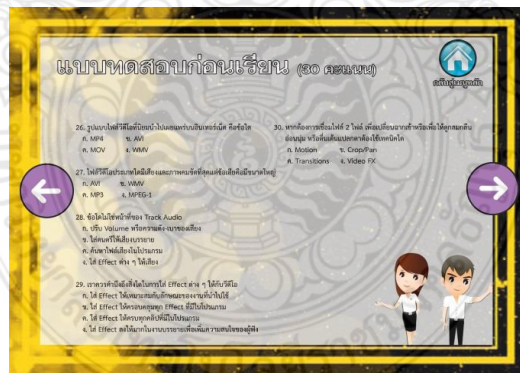 แบบทดสอบก่อนเรียน (30 คะแนน)
กลับสู่เมนูหลัก
26. รูปแบบไฟล์วีดีโอที่นิยมนำไปเผยแพร่บนอินเทอร์เน็ต คือข้อใด
ก. MP4 ข. AVI
ค. MOV ง. WMV
27. ไฟล์วีดีโอประเภทใดมีเสียงและภาพคมชัดที่สุดแต่ข้อเสียคือมีขนาดใหญ่
ก. AVI ข. WMV
ค. MP3 ง. MPEG-1
28. ข้อใดไม่ใช่หน้าที่ของ Track Audio
ก. ปรับ Volume หรือความดัง-เบาของเสียง
ข. ใส่ดนตรีให้เสียงบรรยาย
ค. ค้นหาไฟล์เสียงในโปรแกรม
ง. ใส่ Effect ต่าง ๆ ให้เสียง
29. เราควรคำนึงถึงสิ่งใดในการใส่ Effect ต่าง ๆ ให้กับวีดีโอ
ก. ใส่ Effect ให้เหมาะสมกับลักษณะของงานที่นำไปใช้
ข. ใส่ Effect ให้ครอบคลุมทุก Effect ที่มีในโปรแกรม
ค. ใส่ Effect ให้ครบทุกคลิปที่มีในโปรแกรม
ง. ใส่ Effect ลงให้มากในงานบรรยายเพื่อเพิ่มความสนใจของผู้ฟัง
30. หากต้องการเชื่อมไฟล์ 2 ไฟล์ เพื่อเปลี่ยนฉากช้าหรือเพื่อให้ดูกลมกลืน
อ่อนนุ่ม หรือตื่นเต้นแปลกตาต้องใช้เทคนิคใด
ก. Motion ข. Crop/Pan
ค. Transitions ง. Video FX